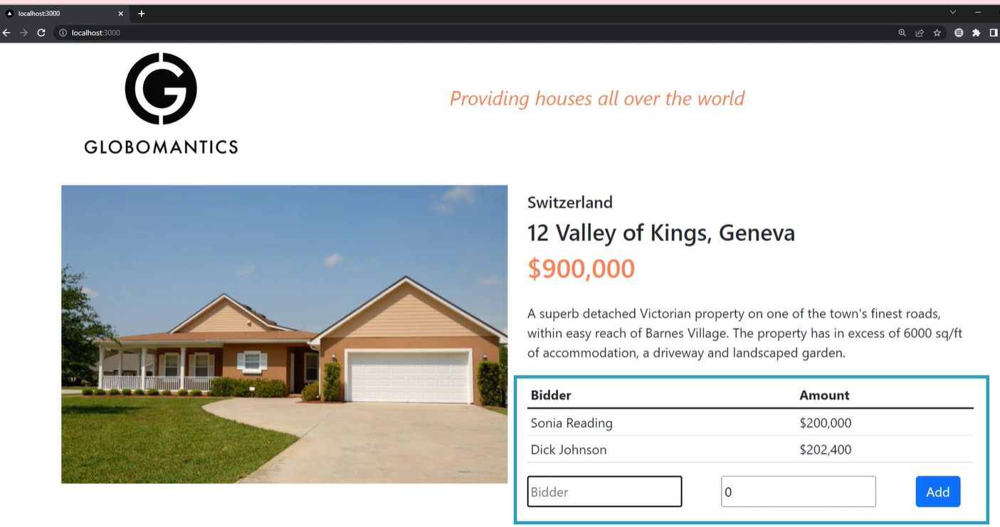 localhost:3000
localhost:3000
GLOBOMANTICS
Providing houses all over the world
Switzerland
12 Valley of Kings, Geneva
$900,000
A superb detached Victorian property on one of the town's finest roads,
within easy reach of Barnes Village. The property has in excess of 6000 sq/ft
of accommodation, a driveway and landscaped garden.
Bidder Amount
Sonia Reading $200,000
Dick Johnson $202,400
Bidder 0 Add